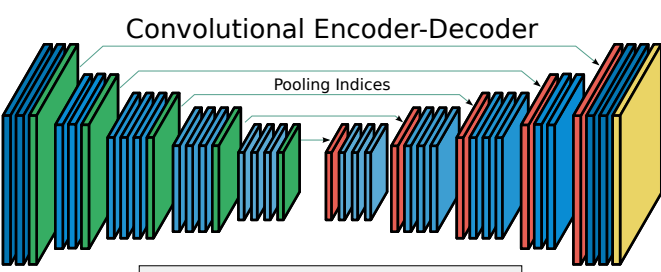 Convolutional Encoder-Decoder
Pooling Indices